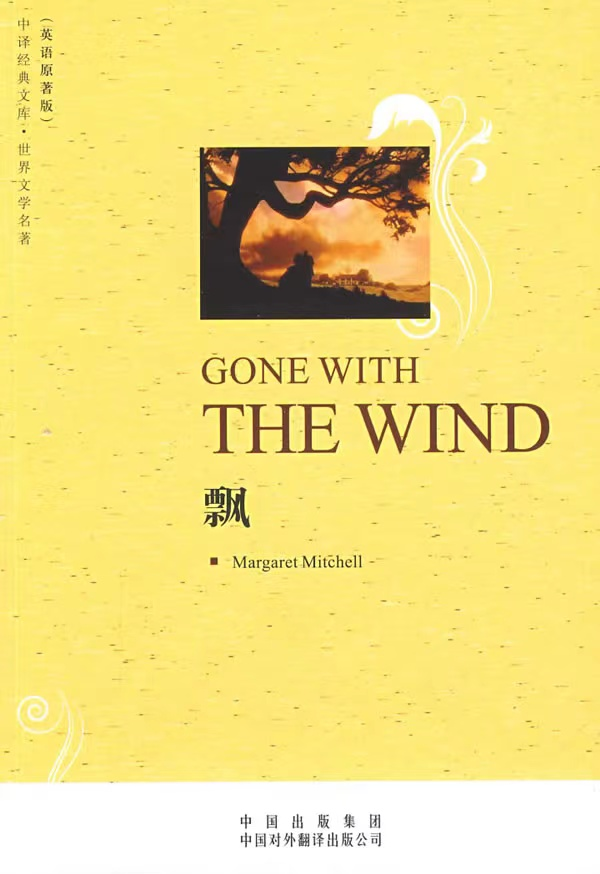 （英语原著版）
中译经典文库·世界文学名著
GONE WITH
THE WIND
飘
Margaret Mitchell
中国出版集团
中国对外翻译出版公司